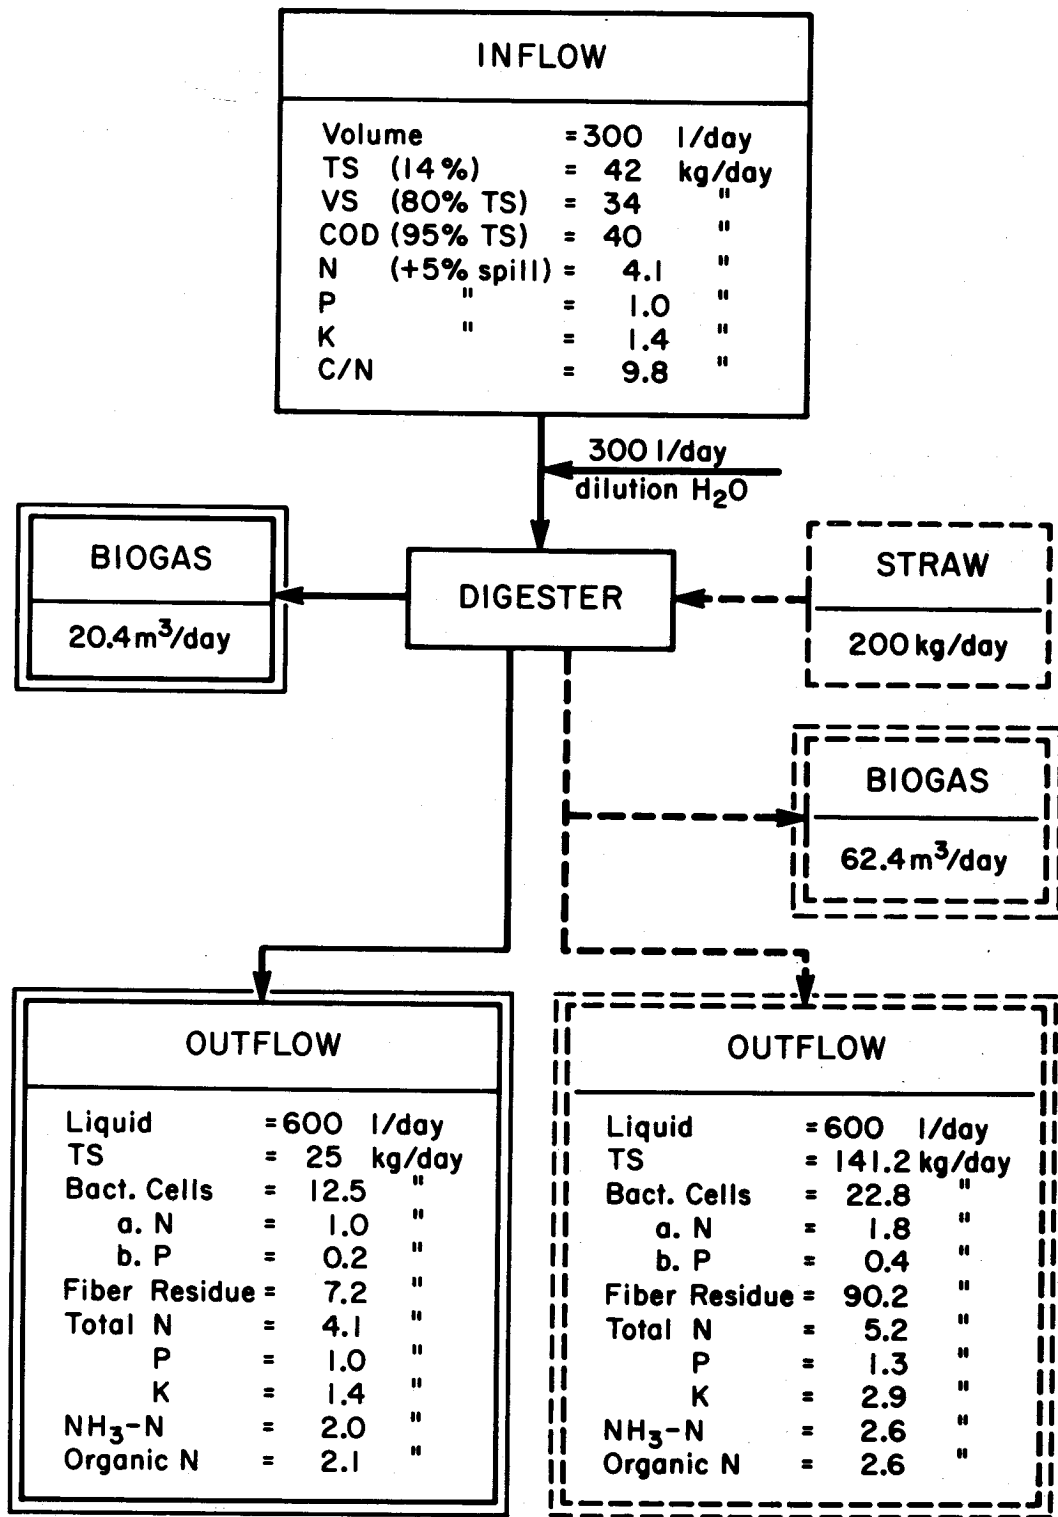 INFLOW
Volume = 300 l/day
TS (14%) = 42 kg/day
VS (80% TS) = 34 "
COD (95% TS) = 40 "
N (+5% spill) = 4.1 "
P " = 1.0 "
K " = 1.4 "
C/N = 9.8 "
300 l/day
dilution H₂O
BIOGAS
20.4 m³/day
DIGESTER
STRAW
200 kg/day
BIOGAS
62.4 m³/day
OUTFLOW
Liquid = 600 l/day
TS = 25 kg/day
Bact. Cells = 12.5 "
a. N = 1.0 "
b. P = 0.2 "
Fiber Residue = 7.2 "
Total N = 4.1 "
P = 1.0 "
K = 1.4 "
NH₃-N = 2.0 "
Organic N = 2.1 "
OUTFLOW
Liquid = 600 l/day
TS = 141.2 kg/day
Bact. Cells = 22.8 "
a. N = 1.8 "
b. P = 0.4 "
Fiber Residue = 90.2 "
Total N = 5.2 "
P = 1.3 "
K = 2.9 "
NH₃-N = 2.6 "
Organic N = 2.6 "